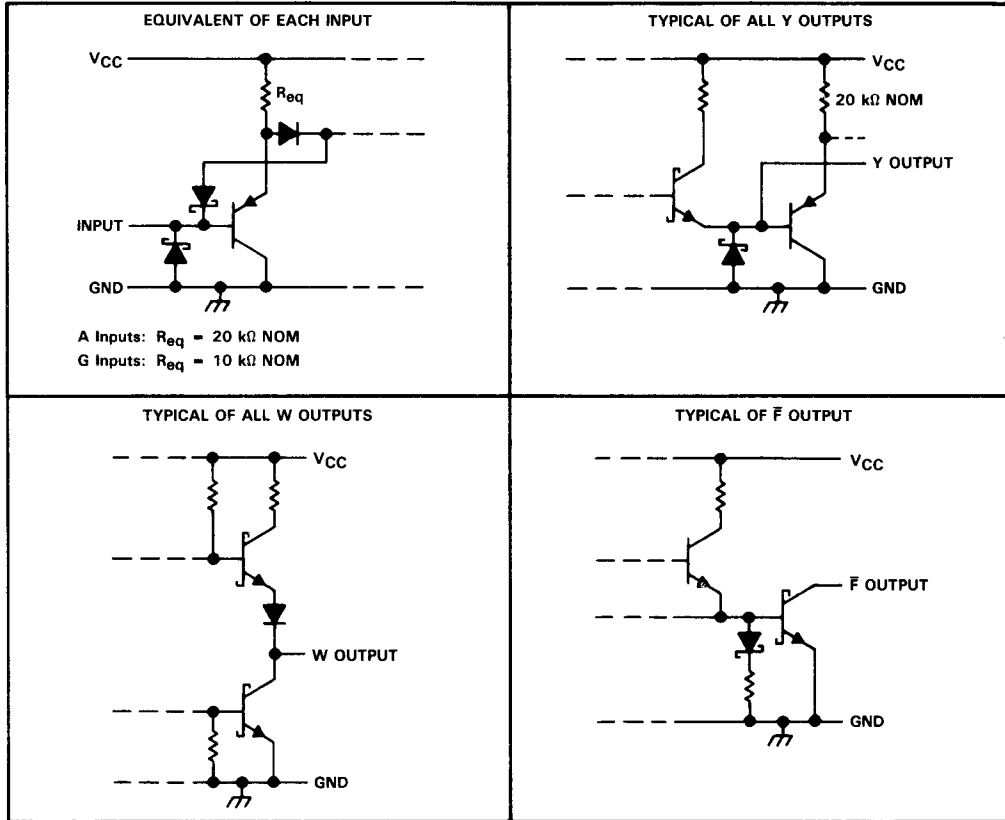 EQUIVALENT OF EACH INPUT
VCC
Req
INPUT
GND
A Inputs: Req = 20 kΩ NOM
G Inputs: Req = 10 kΩ NOM
TYPICAL OF ALL Y OUTPUTS
VCC
20 kΩ NOM
Y OUTPUT
GND
TYPICAL OF ALL W OUTPUTS
VCC
W OUTPUT
GND
TYPICAL OF F̅ OUTPUT
VCC
F̅ OUTPUT
GND